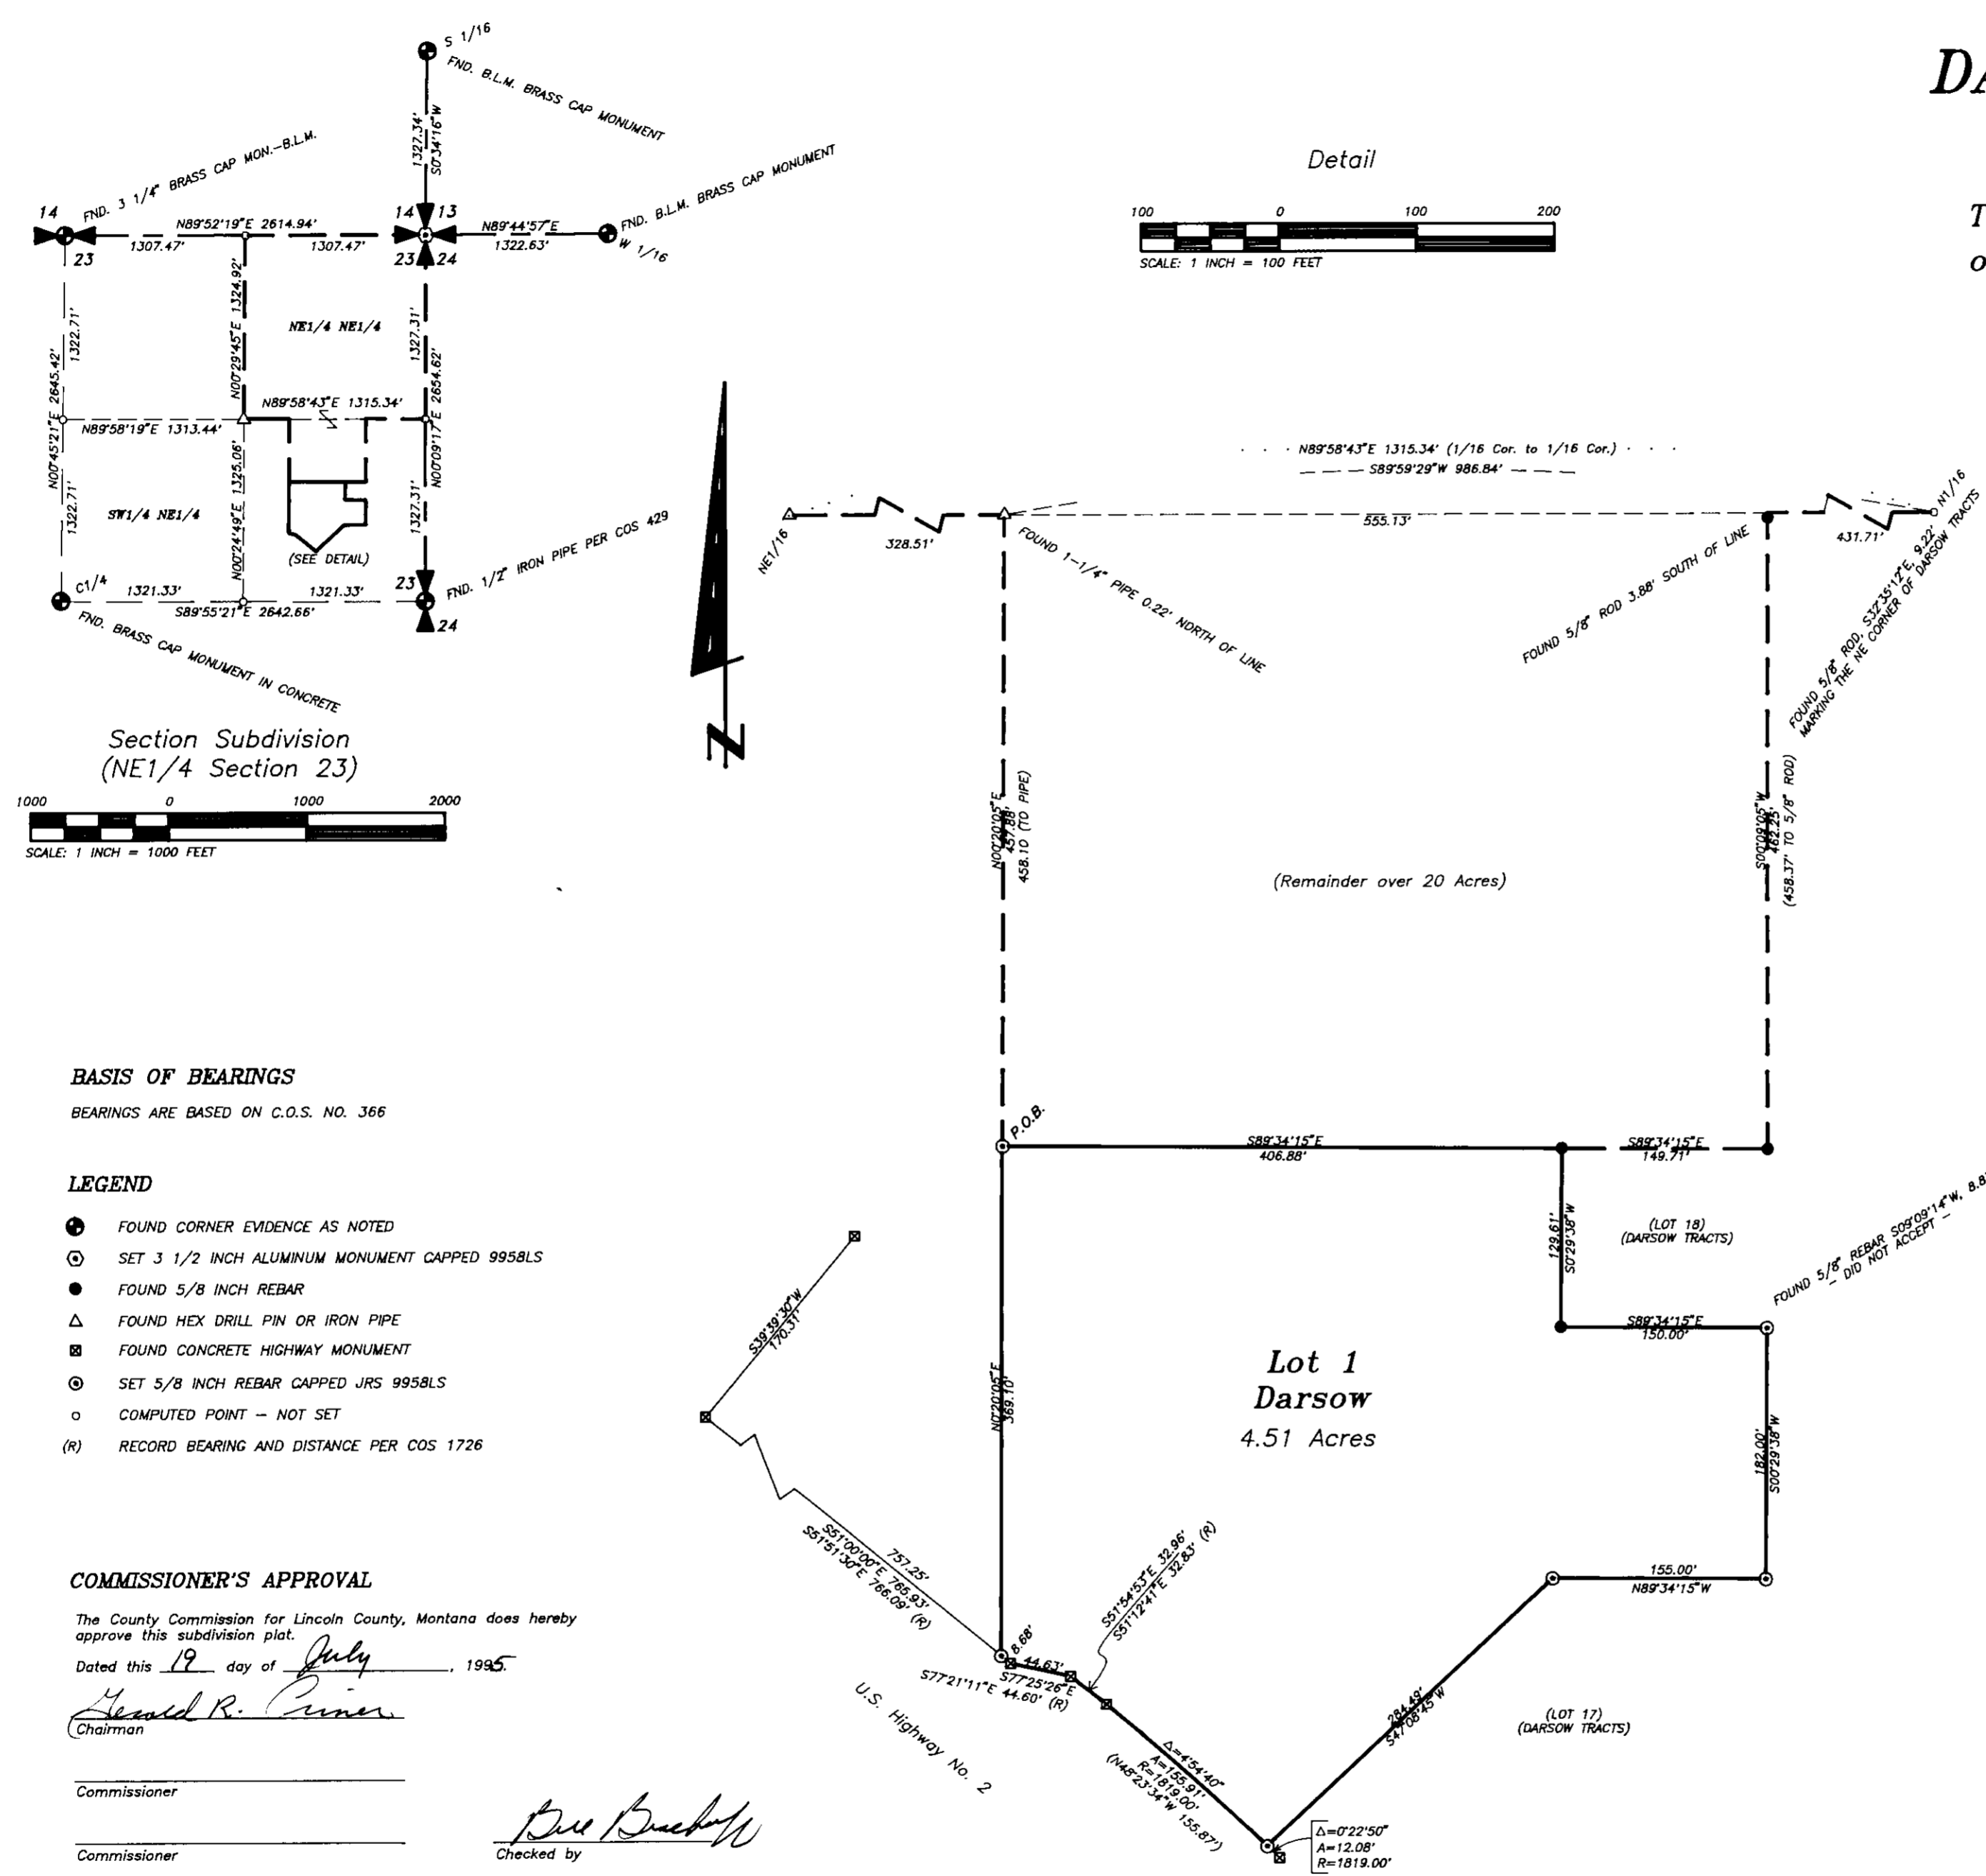 S 1/16
FND. B.L.M. BRASS CAP MONUMENT
1327.34'
S0°34'16"W
FND. 3 1/4" BRASS CAP MON.-B.L.M.
14
N89°52'19"E 2614.94'
14 13
N89°44'57"E
FND. B.L.M. BRASS CAP MONUMENT
23
1307.47'
1307.47'
23 24
1322.63'
W 1/16
1322.71'
N00°45'21"E 2645.42'
1322.71'
N00°29'45"E 1324.92'
NE1/4 NE1/4
1327.31'
N00°09'17"E 2654.62'
1327.31'
N89°58'43"E 1315.34'
N89°58'19"E 1313.44'
N00°24'49"E 1325.06'
SW1/4 NE1/4
(SEE DETAIL)
C1/4
1321.33'
1321.33'
S89°55'21"E 2642.66'
23
24
FND. 1/2" IRON PIPE PER COS 429
FND. BRASS CAP MONUMENT IN CONCRETE
Section Subdivision
(NE1/4 Section 23)
1000 0 1000 2000
SCALE: 1 INCH = 1000 FEET
DA
T
o
Detail
100 0 100 200
SCALE: 1 INCH = 100 FEET
N
N89°58'43"E 1315.34' (1/16 Cor. to 1/16 Cor.)
S89°59'29"W 986.84'
NE1/16
328.51'
555.13'
431.71'
N1/16
FOUND 1-1/4" PIPE 0.22' NORTH OF LINE
FOUND 5/8" ROD 3.88' SOUTH OF LINE
FOUND 5/8" ROD, S32°35'12"E, 9.22'
MARKING THE NE CORNER OF DARSOW TRACTS
N00°20'05"E
457.88'
458.10 (TO PIPE)
S00°09'05"W
462.25'
(458.37' TO 5/8" ROD)
(Remainder over 20 Acres)
P.O.B.
S89°34'15"E
406.88'
S89°34'15"E
149.71'
129.61'
S0°29'38"W
(LOT 18)
(DARSOW TRACTS)
FOUND 5/8" REBAR S09°09'14"W, 8.8
- DID NOT ACCEPT -
S89°34'15"E
150.00'
Lot 1
Darsow
4.51 Acres
N0°20'05"E
369.10'
182.00'
S00°29'38"W
155.00'
N89°34'15"W
S39°39'30"W
170.31'
757.25'
S51°00'00"E 765.93'
S51°51'30"E 766.09' (R)
8.68'
44.63'
S77°25'26"E
S77°21'11"E 44.60' (R)
S51°54'53"E 32.96'
S51°12'41"E 32.83' (R)
U.S. Highway No. 2
Δ=4°54'40"
A=155.91'
R=1819.00'
(N48°23'34"W 155.87')
284.49'
S47°08'45"W
(LOT 17)
(DARSOW TRACTS)
Δ=0°22'50"
A=12.08'
R=1819.00'
BASIS OF BEARINGS
BEARINGS ARE BASED ON C.O.S. NO. 366
LEGEND
FOUND CORNER EVIDENCE AS NOTED
SET 3 1/2 INCH ALUMINUM MONUMENT CAPPED 9958LS
FOUND 5/8 INCH REBAR
FOUND HEX DRILL PIN OR IRON PIPE
FOUND CONCRETE HIGHWAY MONUMENT
SET 5/8 INCH REBAR CAPPED JRS 9958LS
COMPUTED POINT - NOT SET
(R) RECORD BEARING AND DISTANCE PER COS 1726
COMMISSIONER'S APPROVAL
The County Commission for Lincoln County, Montana does hereby
approve this subdivision plat.
Dated this 19 day of July, 1995.
Gerald R. Criner
Chairman
Commissioner
Commissioner
Checked by